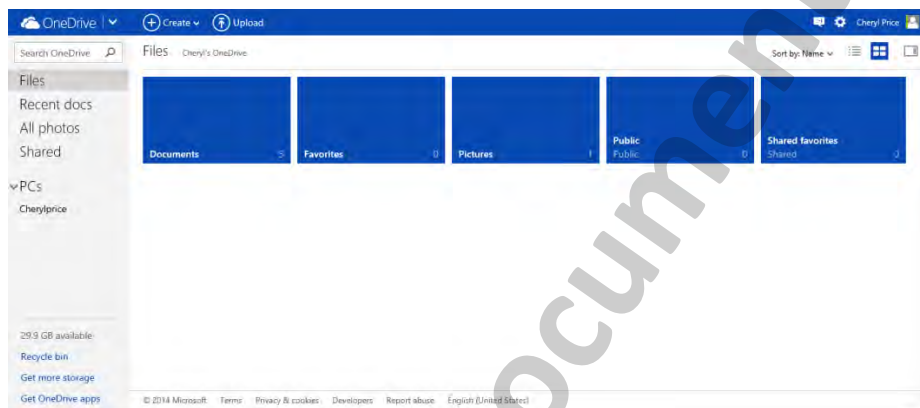 OneDrive
Create
Upload
Cheryl Price
Search OneDrive
Files
Cheryl's OneDrive
Sort by: Name
Files
Recent docs
All photos
Shared
PCs
Cherylprice
Documents 5
Favorites 0
Pictures 1
Public
Public 0
Shared favorites
Shared 0
29.9 GB available
Recycle bin
Get more storage
Get OneDrive apps
© 2014 Microsoft Terms Privacy & cookies Developers Report abuse English (United States)
ocument